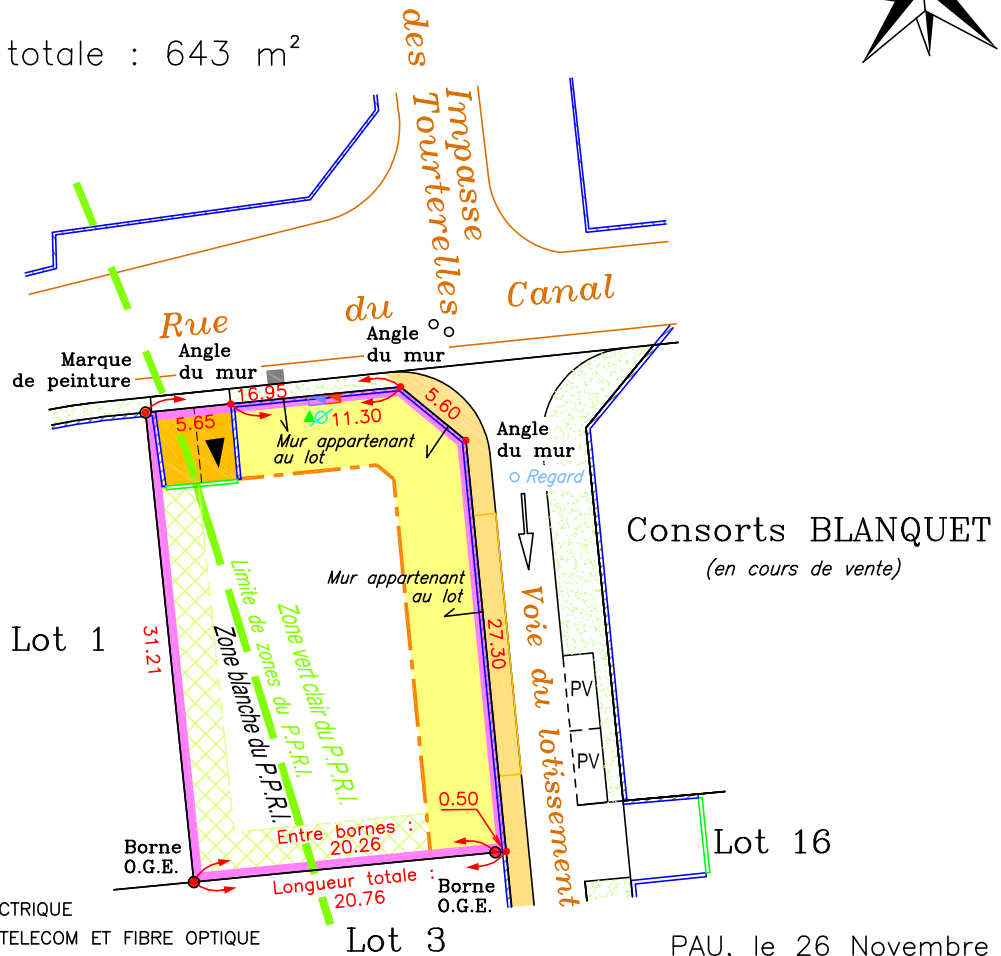 totale : 643 m²
des
Impasse
Tourterelles
Rue
du
Canal
Marque
de peinture
Angle
du mur
Angle
du mur
16.95
5.65
11.30
5.60
Mur appartenant
au lot
Angle
du mur
Regard
Consorts BLANQUET
(en cours de vente)
Mur appartenant
au lot
Lot 1
31.21
27.30
Zone vert clair du P.P.R.I.
Limite de zones du P.P.R.I.
Zone blanche du P.P.R.I.
Voie du lotissement
PV
PV
0.50
Entre bornes :
20.26
Lot 16
Borne
O.G.E.
Longueur totale :
20.76
Borne
O.G.E.
CTRIQUE
TELECOM ET FIBRE OPTIQUE
Lot 3
PAU, le 26 Novembre